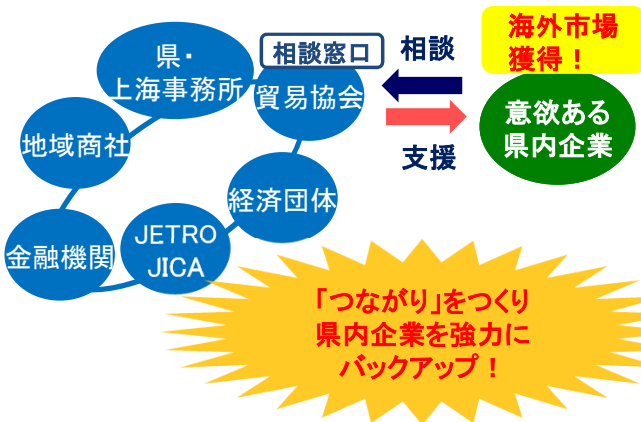 海外市場
獲得！
県・
上海事務所
相談窓口
相談
貿易協会
意欲ある
県内企業
地域商社
支援
経済団体
金融機関
JETRO
JICA
「つながり」をつくり
県内企業を強力に
バックアップ！